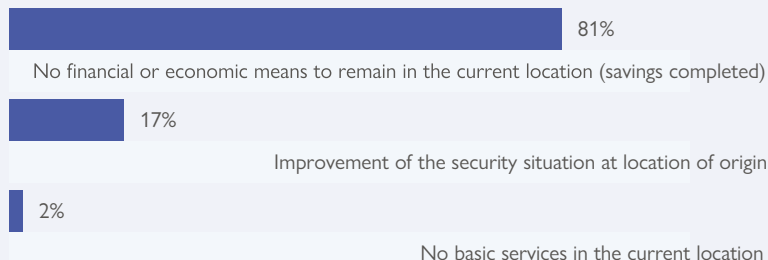 81%
No financial or economic means to remain in the current location (savings completed)
17%
Improvement of the security situation at location of origin
2%
No basic services in the current location